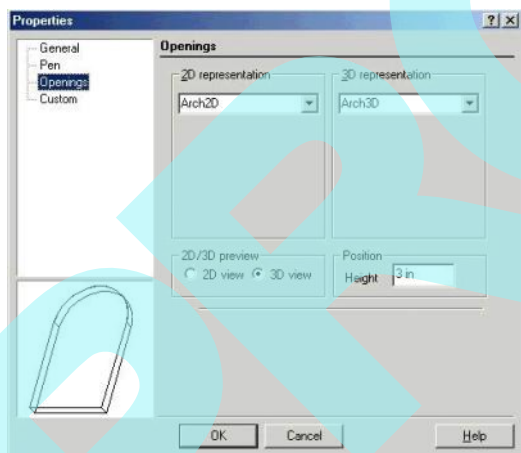 Properties
General
Pen
Openings
Custom
Openings
2D representation
3D representation
Arch2D
Arch3D
2D/3D preview
2D view
3D view
Position
Height
3 in
OK
Cancel
Help